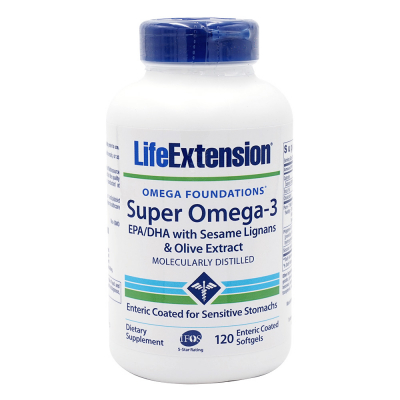 LifeExtension®
OMEGA FOUNDATIONS®
Super Omega-3
EPA/DHA with Sesame Lignans
& Olive Extract
MOLECULARLY DISTILLED
Enteric Coated for Sensitive Stomachs
Dietary
Supplement
IFOS
5-Star Rating
120 Enteric Coated
Softgels